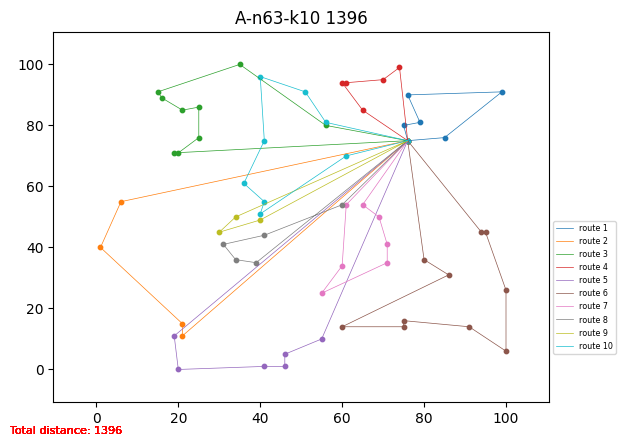 A-n63-k10 1396
100
80
60
40
20
0
0 20 40 60 80 100
route 1
route 2
route 3
route 4
route 5
route 6
route 7
route 8
route 9
route 10
Total distance: 1396